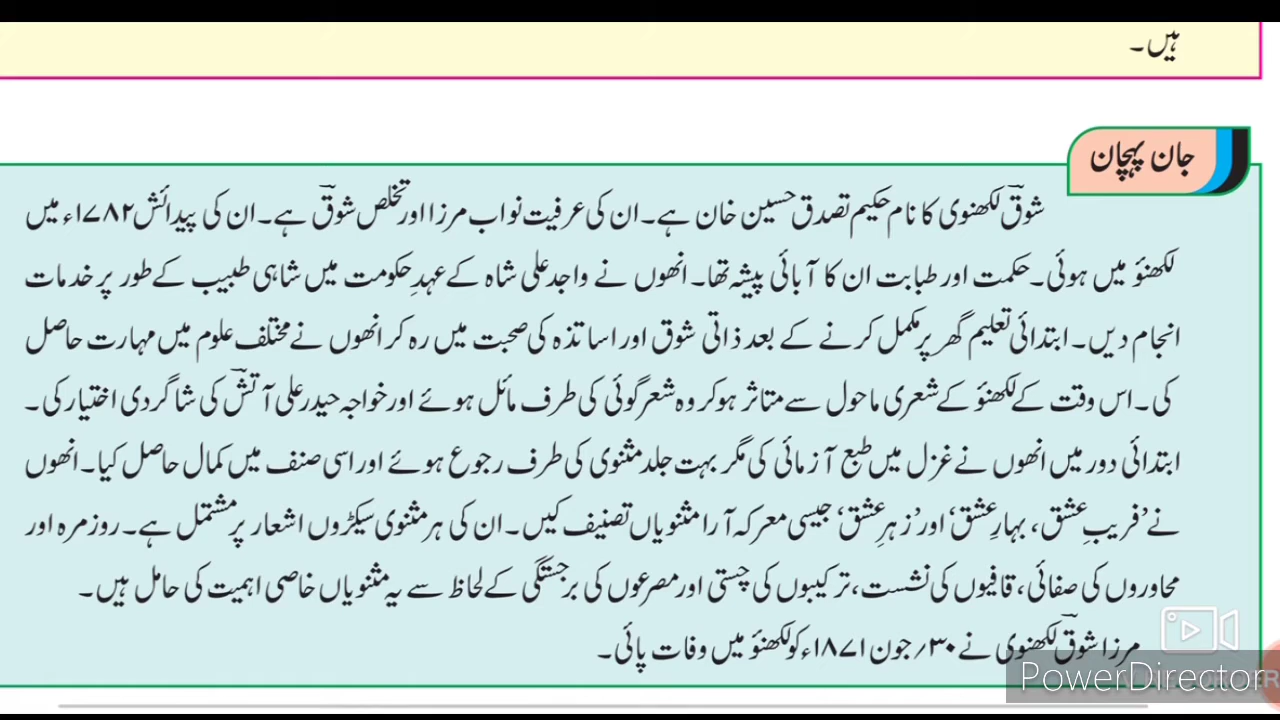 ہیں۔
جان پہچان
شوقؔ لکھنوی کا نام حکیم تصدق حسین خان ہے۔ ان کی عرفیت نواب مرزا اور تخلص شوقؔ ہے۔ ان کی پیدائش ۱۷۸۲ء میں
لکھنؤ میں ہوئی۔ حکمت اور طبابت ان کا آبائی پیشہ تھا۔ انھوں نے واجد علی شاہ کے عہدِ حکومت میں شاہی طبیب کے طور پر خدمات
انجام دیں۔ ابتدائی تعلیم گھر پر مکمل کرنے کے بعد ذاتی شوق اور اساتذہ کی صحبت میں رہ کر انھوں نے مختلف علوم میں مہارت حاصل
کی۔ اس وقت کے لکھنؤ کے شعری ماحول سے متاثر ہو کر وہ شعر گوئی کی طرف مائل ہوئے اور خواجہ حیدر علی آتشؔ کی شاگردی اختیار کی۔
ابتدائی دور میں انھوں نے غزل میں طبع آزمائی کی مگر بہت جلد مثنوی کی طرف رجوع ہوئے اور اسی صنف میں کمال حاصل کیا۔ انھوں
نے ’فریبِ عشق، بہارِ عشق‘ اور ’زہرِ عشق‘ جیسی معرکہ آرا مثنویاں تصنیف کیں۔ ان کی ہر مثنوی سیکڑوں اشعار پر مشتمل ہے۔ روزمرہ اور
محاوروں کی صفائی، قافیوں کی نشست، ترکیبوں کی چستی اور مصرعوں کی برجستگی کے لحاظ سے یہ مثنویاں خاصی اہمیت کی حامل ہیں۔
مرزا شوقؔ لکھنوی نے ۳۰؍ جون ۱۸۷۱ء کو لکھنؤ میں وفات پائی۔
PowerDirector